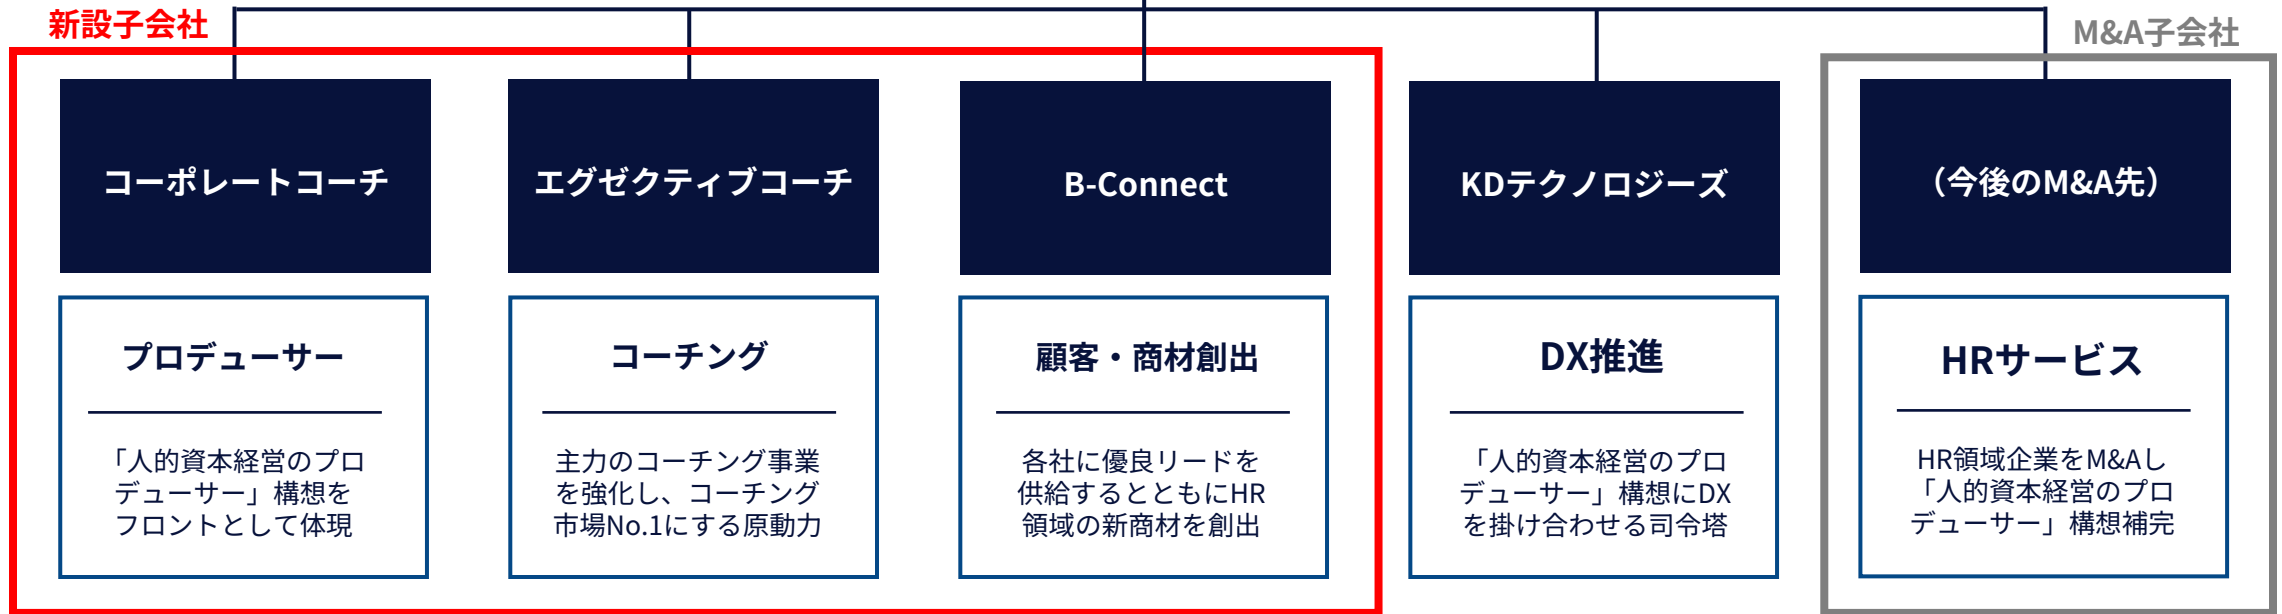 新設子会社
M&A子会社
コーポレートコーチ
エグゼクティブコーチ
B-Connect
KDテクノロジーズ
（今後のM&A先）
プロデューサー
「人的資本経営のプロ
デューサー」構想を
フロントとして体現
コーチング
主力のコーチング事業
を強化し、コーチング
市場No.1にする原動力
顧客・商材創出
各社に優良リードを
供給するとともにHR
領域の新商材を創出
DX推進
「人的資本経営のプロ
デューサー」構想にDX
を掛け合わせる司令塔
HRサービス
HR領域企業をM&Aし
「人的資本経営のプロ
デューサー」構想補完